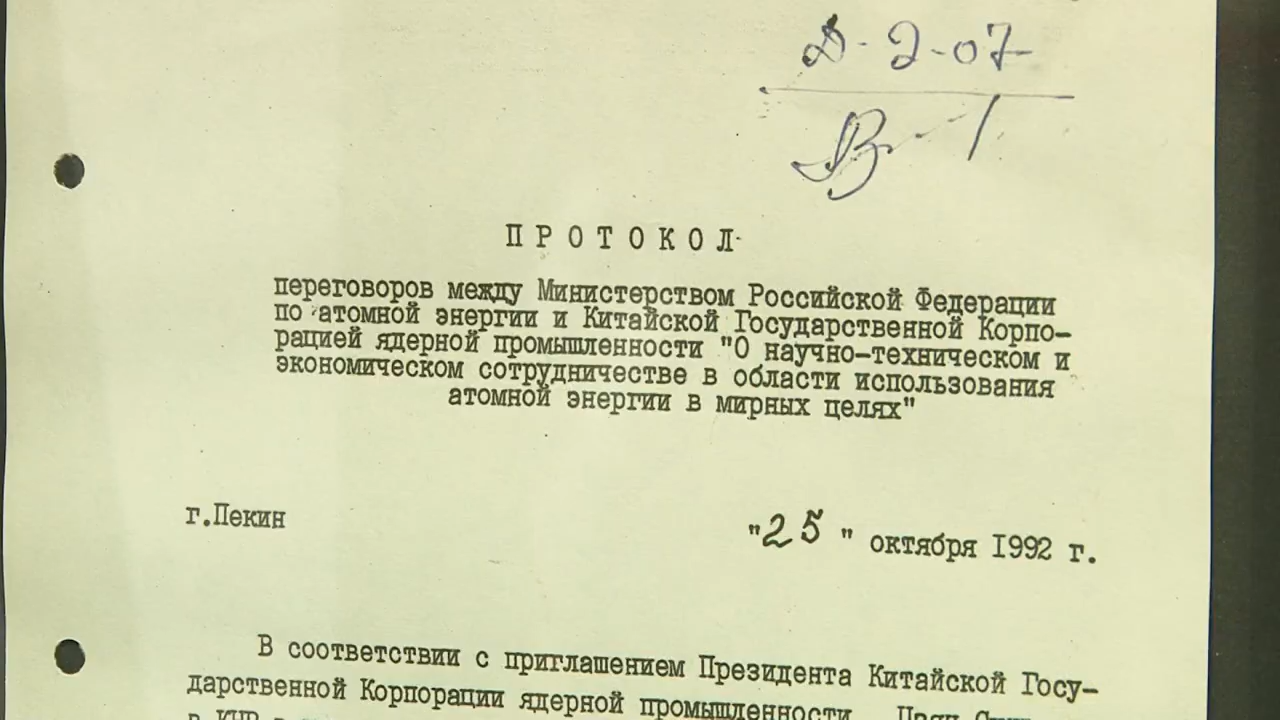 Д-2-07
П Р О Т О К О Л
переговоров между Министерством Российской Федерации
по атомной энергии и Китайской Государственной Корпо-
рацией ядерной промышленности "О научно-техническом и
экономическом сотрудничестве в области использования
атомной энергии в мирных целях"
г.Пекин
"25" октября 1992 г.
В соответствии с приглашением Президента Китайской Госу-
дарственной Корпорации ядерной промышленности